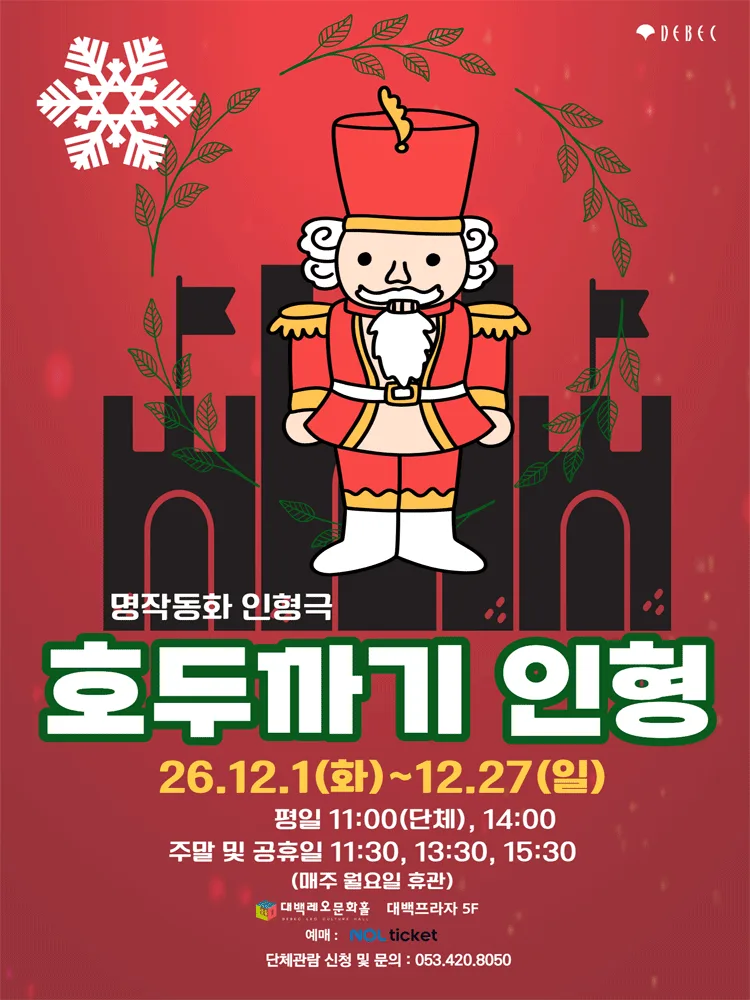 DEBEC
명작동화 인형극
호두까기 인형
26.12.1(화)~12.27(일)
평일 11:00(단체), 14:00
주말 및 공휴일 11:30, 13:30, 15:30
(매주 월요일 휴관)
대백레오문화홀 대백프라자 5F
DEBEC LEO CULTURE HALL
예매 : NOL ticket
단체관람 신청 및 문의 : 053.420.8050